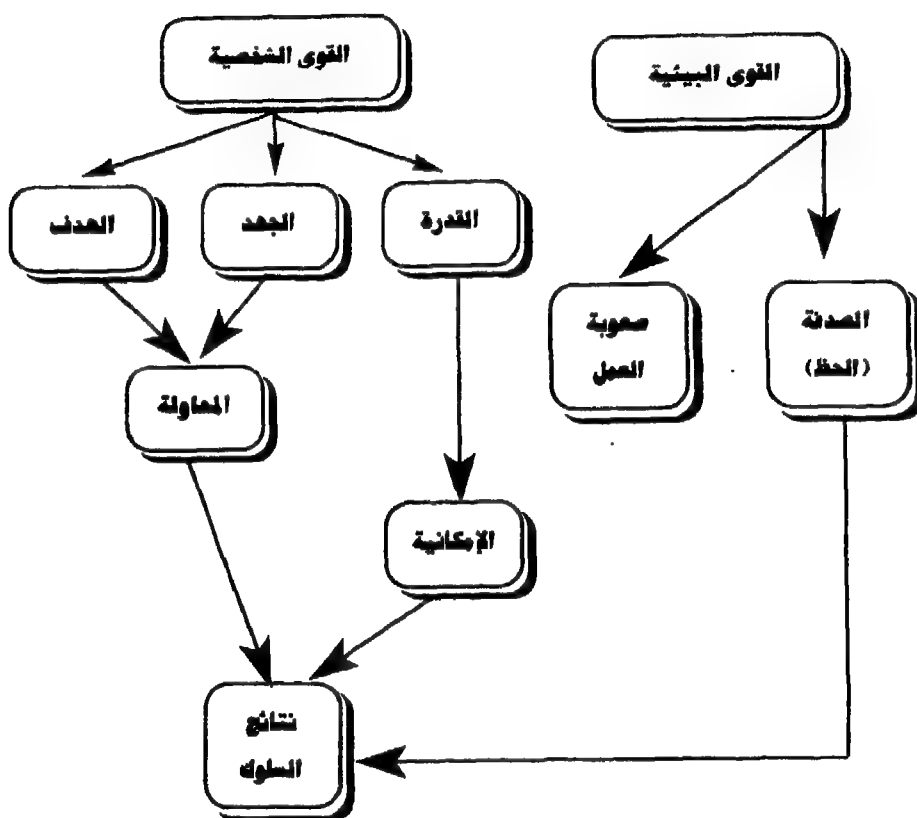 القوى الشخصية
القوى البيئية
الهدف
الجهد
القدرة
صعوبة
العمل
الصدفة
(الحظ)
المحاولة
الإمكانية
نتائج
السلوك